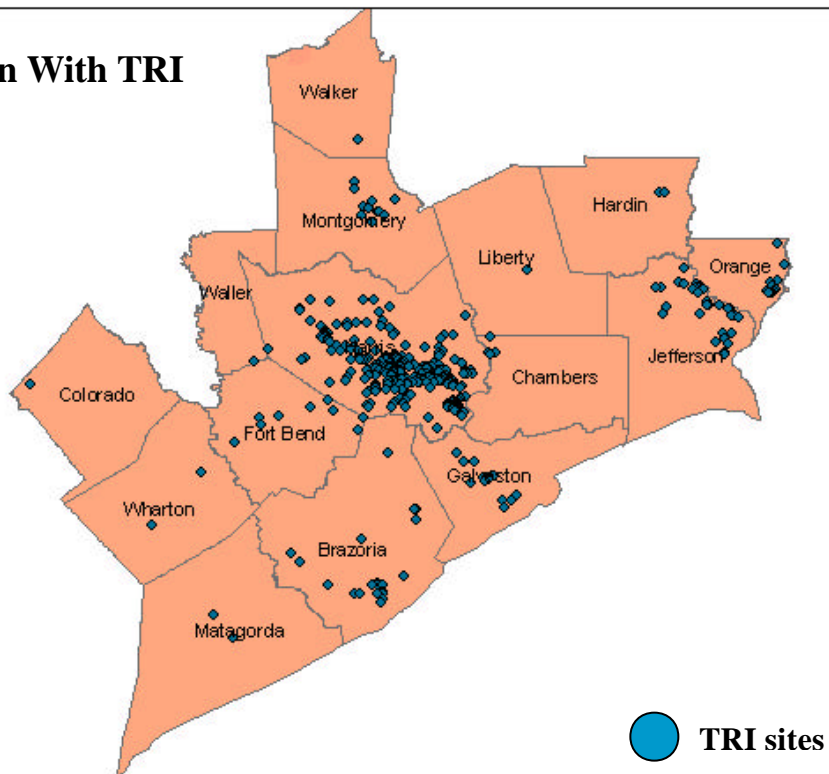 n With TRI
Walker
Montgomery
Hardin
Liberty
Orange
Waller
Harris
Jefferson
Chambers
Colorado
Fort Bend
Galveston
Wharton
Brazoria
Matagorda
TRI sites